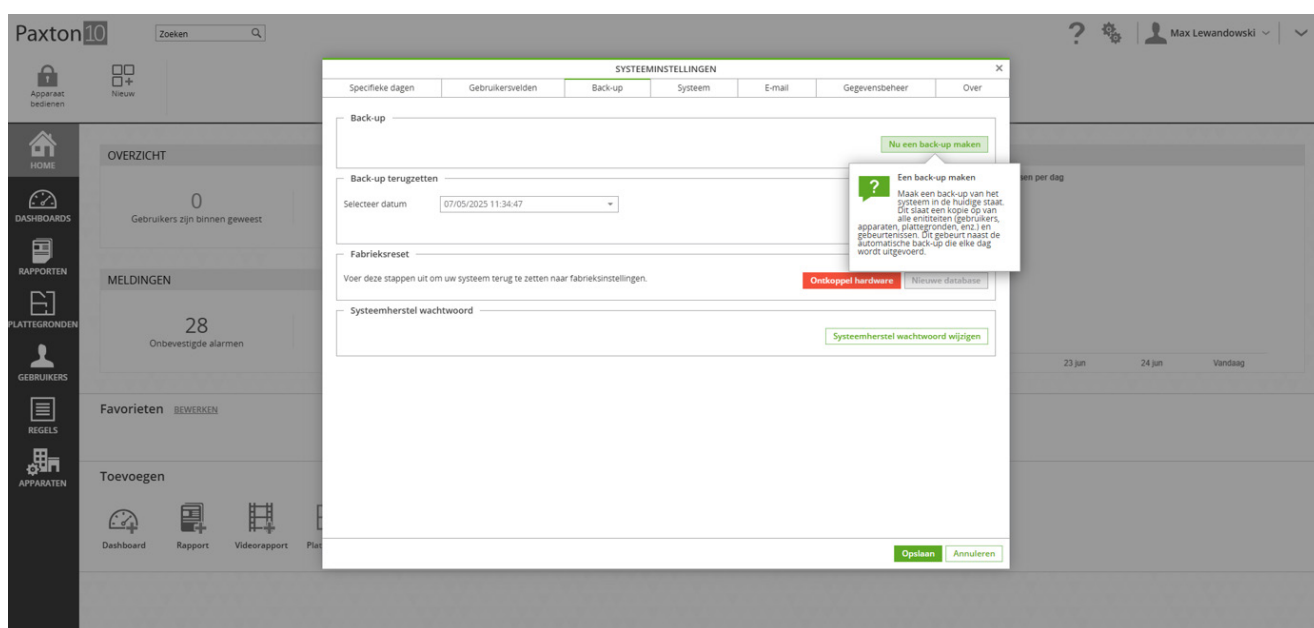 Paxton10
Zoeken
?
Max Lewandowski
Apparaat
bedienen
Nieuw
HOME
DASHBOARDS
RAPPORTEN
PLATTEGRONDEN
GEBRUIKERS
REGELS
APPARATEN
OVERZICHT
0
Gebruikers zijn binnen geweest
MELDINGEN
28
Onbevestigde alarmen
Favorieten BEWERKEN
Toevoegen
Dashboard
Rapport
Videorapport
Plat
SYSTEEMINSTELLINGEN
Specifieke dagen
Gebruikersvelden
Back-up
Systeem
E-mail
Gegevensbeheer
Over
Back-up
Nu een back-up maken
Back-up terugzetten
Selecteer datum
07/05/2025 11:34:47
?
Een back-up maken
Maak een back-up van het
systeem in de huidige staat.
Dit slaat een kopie op van
alle enititeiten (gebruikers,
apparaten, plattegronden, enz.) en
gebeurtenissen. Dit gebeurt naast de
automatische back-up die elke dag
wordt uitgevoerd.
Fabrieksreset
Voer deze stappen uit om uw systeem terug te zetten naar fabrieksinstellingen.
Ontkoppel hardware
Nieuwe database
Systeemherstel wachtwoord
Systeemherstel wachtwoord wijzigen
Opslaan
Annuleren
sen per dag
23 jun
24 jun
Vandaag